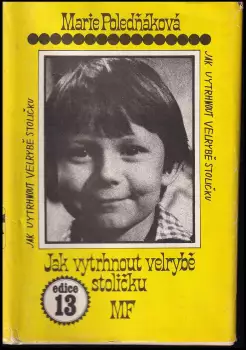 Marie Poledňáková
JAK VYTRHNOUT VELRYBĚ STOLIČKU
JAK VYTRHNOUT VELRYBĚ STOLIČKU
Jak vytrhnout velrybě
stoličku
edice
13
MF